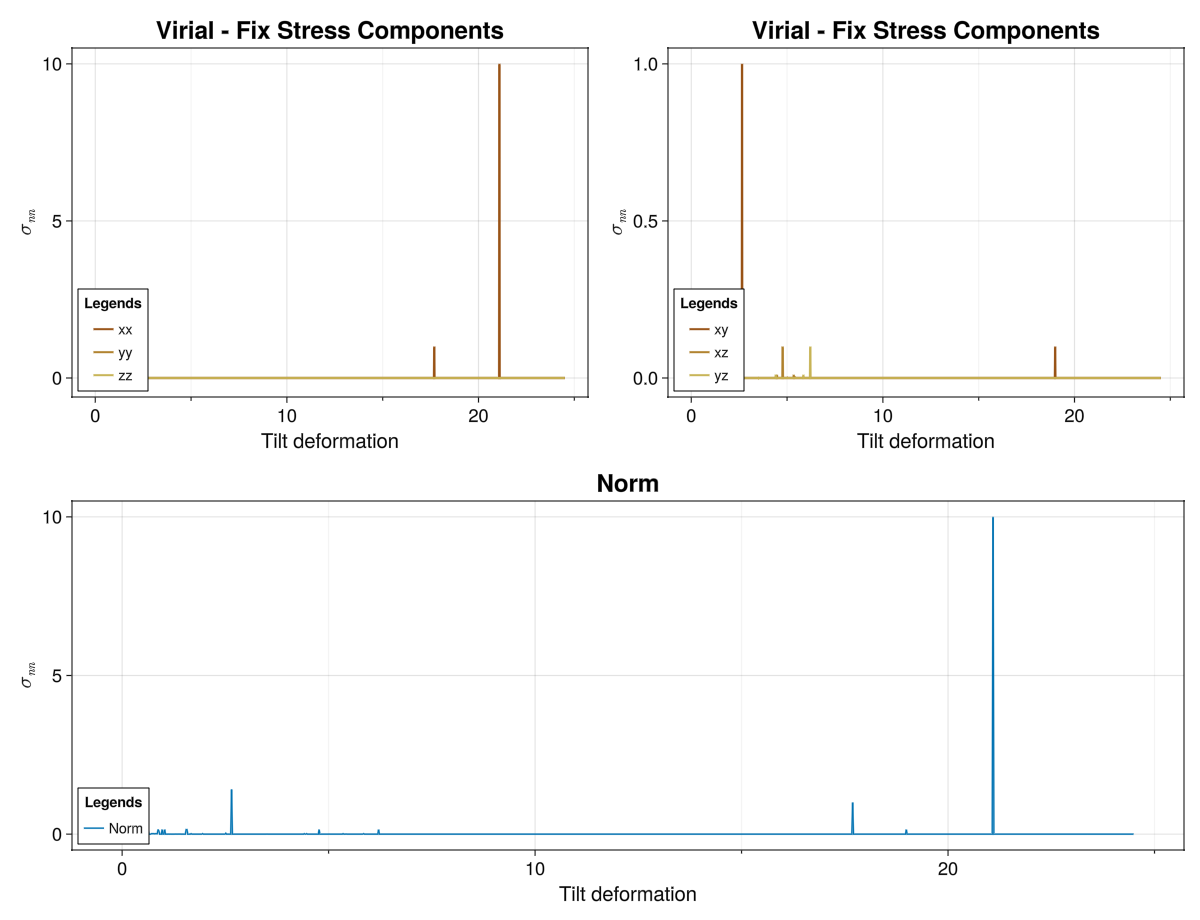 Virial - Fix Stress Components
10
5
0
σnn
Legends
xx
yy
zz
0 10 20
Tilt deformation
Virial - Fix Stress Components
1.0
0.5
0.0
σnn
Legends
xy
xz
yz
0 10 20
Tilt deformation
Norm
10
5
0
σnn
Legends
Norm
0 10 20
Tilt deformation